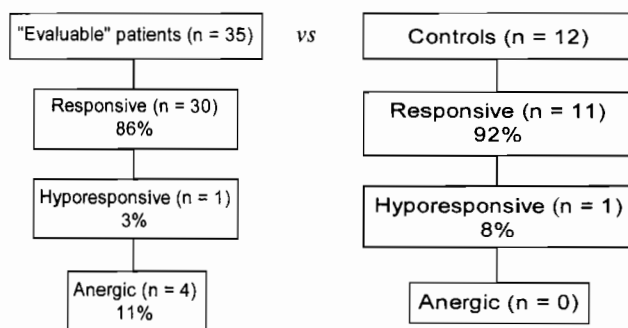 "Evaluable" patients (n = 35)
vs
Controls (n = 12)
Responsive (n = 30)
86%
Responsive (n = 11)
92%
Hyporesponsive (n = 1)
3%
Hyporesponsive (n = 1)
8%
Anergic (n = 4)
11%
Anergic (n = 0)